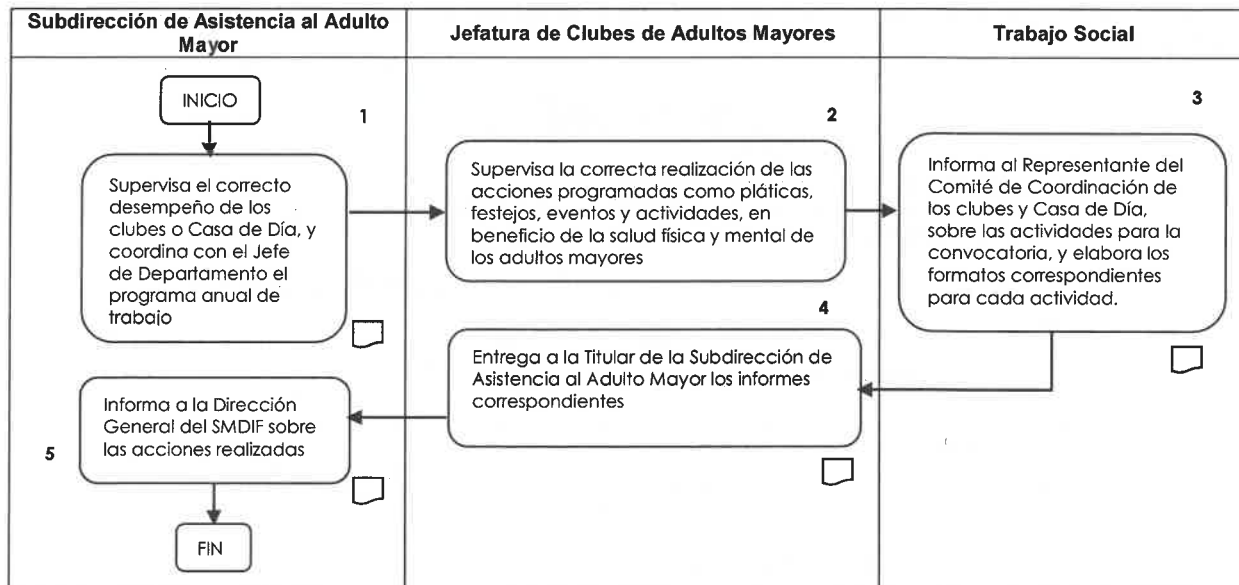 Subdirección de Asistencia al Adulto
Mayor
Jefatura de Clubes de Adultos Mayores
Trabajo Social
INICIO
1
Supervisa el correcto
desempeño de los
clubes o Casa de Día, y
coordina con el Jefe
de Departamento el
programa anual de
trabajo
2
Supervisa la correcta realización de las
acciones programadas como pláticas,
festejos, eventos y actividades, en
beneficio de la salud física y mental de
los adultos mayores
3
Informa al Representante del
Comité de Coordinación de
los clubes y Casa de Día,
sobre las actividades para la
convocatoria, y elabora los
formatos correspondientes
para cada actividad.
4
Entrega a la Titular de la Subdirección de
Asistencia al Adulto Mayor los informes
correspondientes
5
Informa a la Dirección
General del SMDIF sobre
las acciones realizadas
FIN